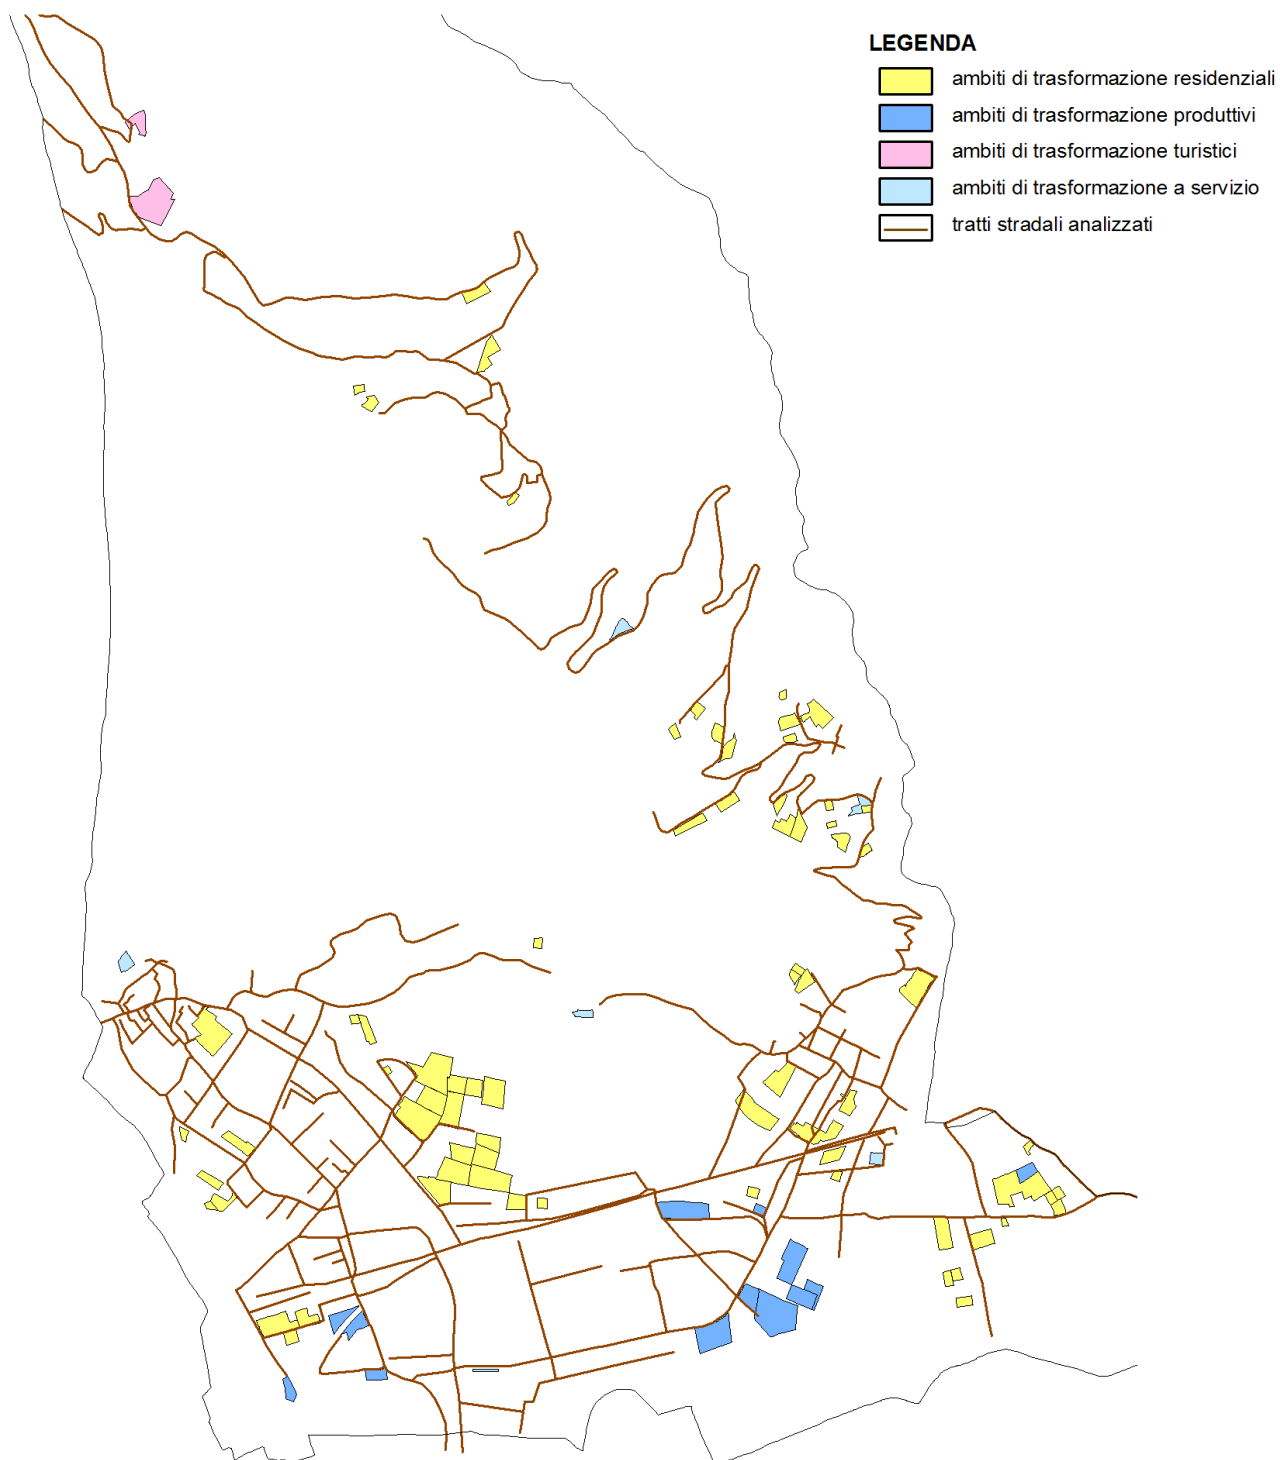 LEGENDA
ambiti di trasformazione residenziali
ambiti di trasformazione produttivi
ambiti di trasformazione turistici
ambiti di trasformazione a servizio
tratti stradali analizzati